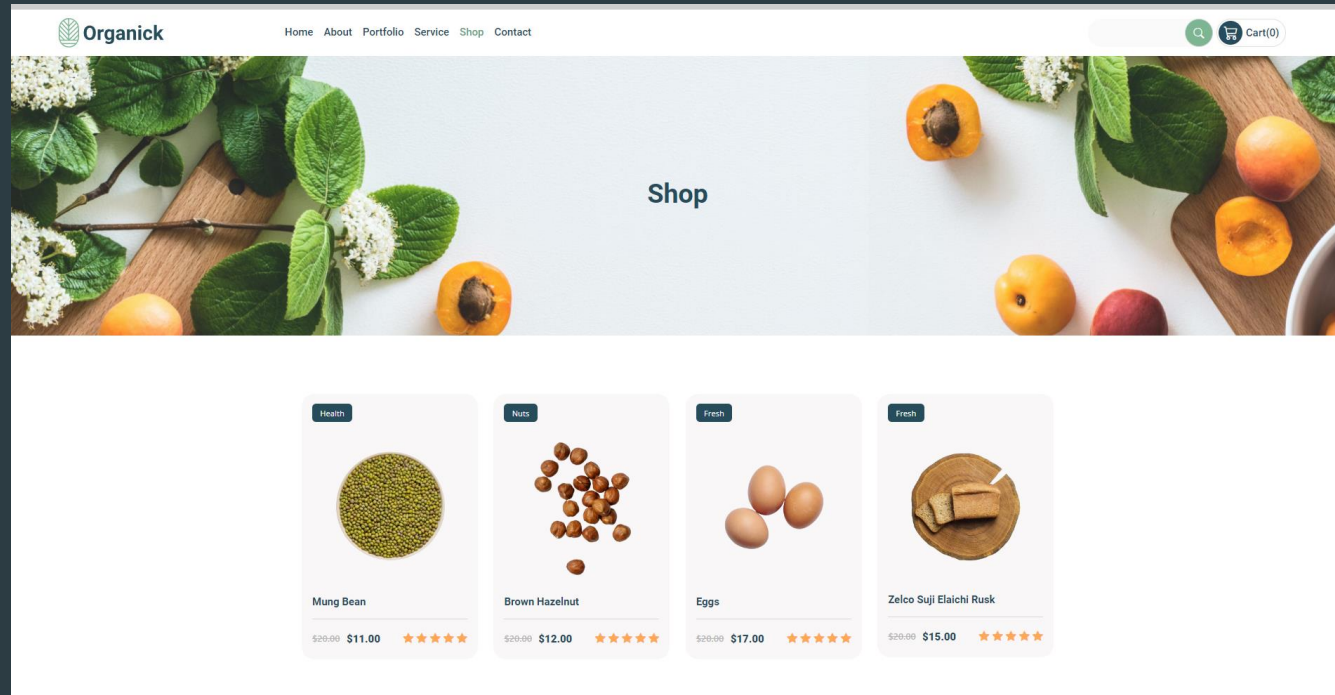 Organick
Home About Portfolio Service Shop Contact
Cart(0)
Shop
Health
Nuts
Fresh
Fresh
Mung Bean
Brown Hazelnut
Eggs
Zelco Suji Elaichi Rusk
$20.00 $11.00
$20.00 $12.00
$20.00 $17.00
$20.00 $15.00